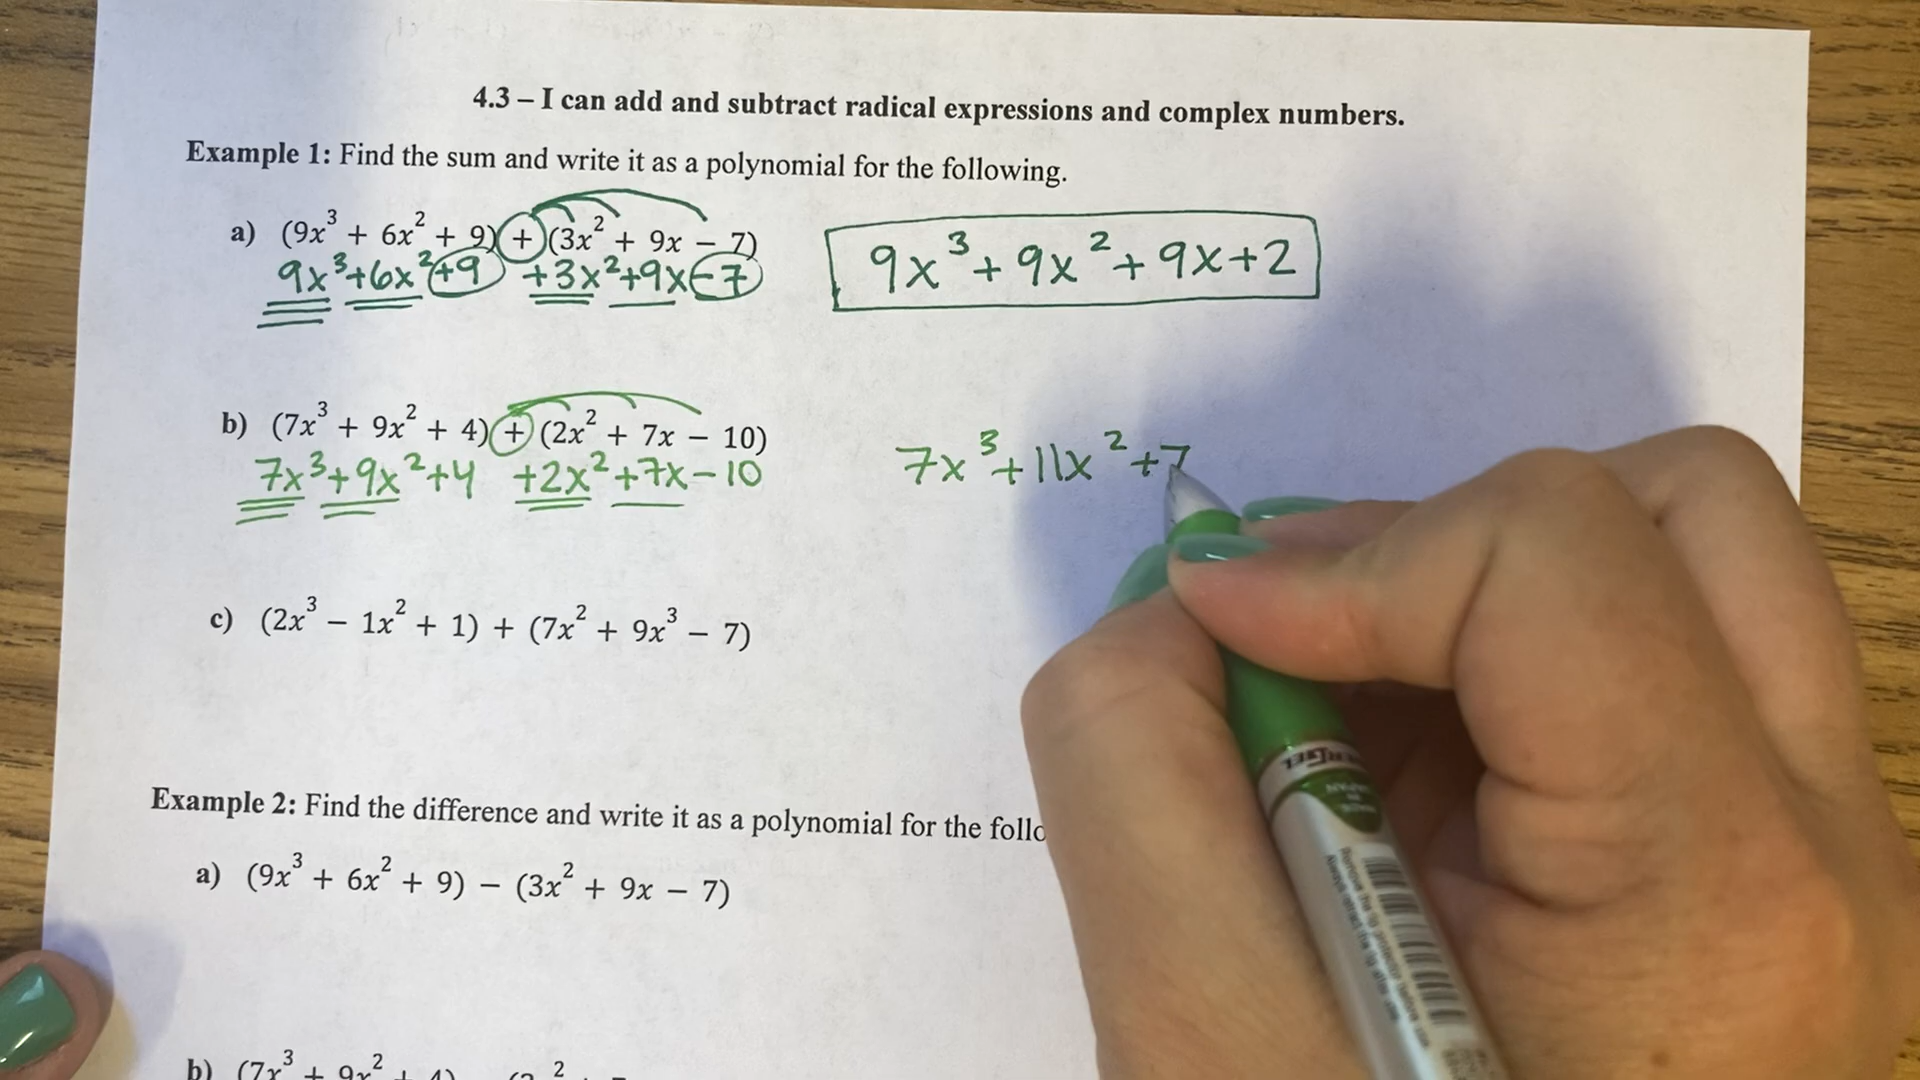 4.3 – I can add and subtract radical expressions and complex numbers.
Example 1: Find the sum and write it as a polynomial for the following.
a) (9x³ + 6x² + 9) + (3x² + 9x − 7)
9x³+6x²+9 +3x²+9x−7
9x³+9x²+9x+2
b) (7x³ + 9x² + 4) + (2x² + 7x − 10)
7x³+9x²+4 +2x²+7x−10
7x³+11x²+7
c) (2x³ − 1x² + 1) + (7x² + 9x³ − 7)
Example 2: Find the difference and write it as a polynomial for the follo
a) (9x³ + 6x² + 9) − (3x² + 9x − 7)
b) (7x³ + 9x² + 4)